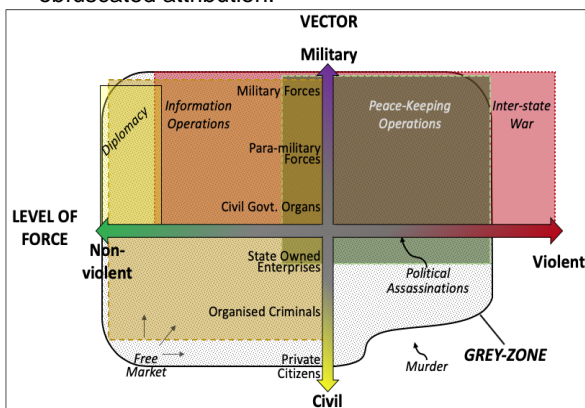 obfuscated attribution.
VECTOR
Military
Military Forces
Diplomacy
Information
Operations
Peace-Keeping
Operations
Inter-state
War
Para-military
Forces
Civil Govt. Organs
LEVEL OF
FORCE
Non-
violent
Violent
State Owned
Enterprises
Political
Assassinations
Organised Criminals
Free
Market
Private
Citizens
Murder
GREY-ZONE
Civil